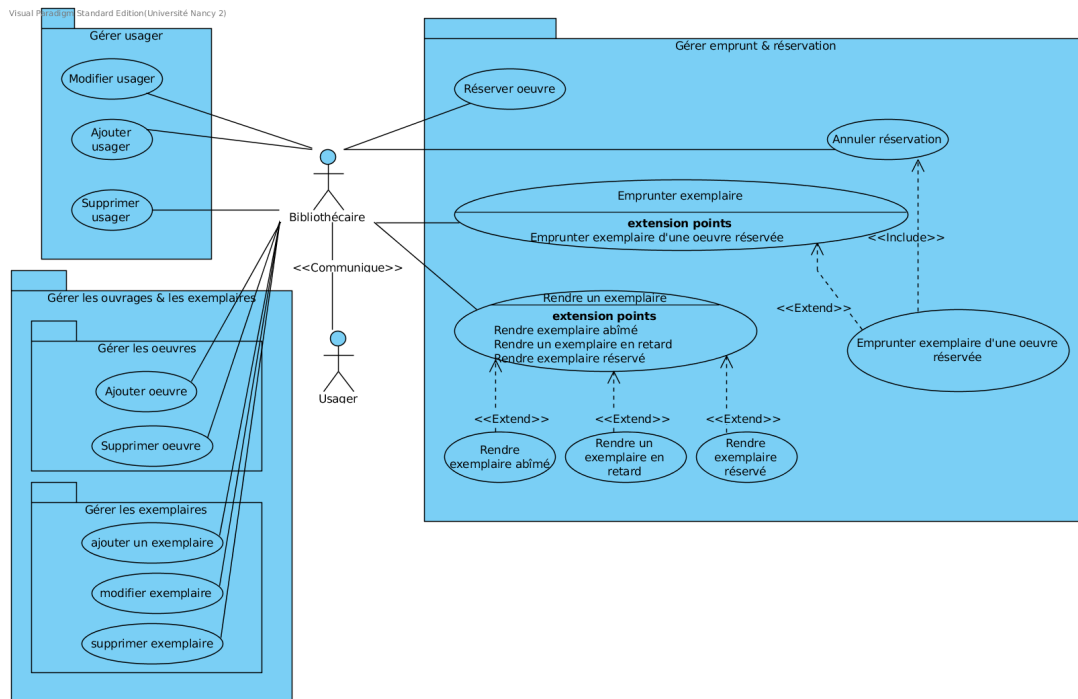 Visual Paradigm Standard Edition(Université Nancy 2)
Gérer usager
Modifier usager
Ajouter
usager
Supprimer
usager
Bibliothécaire
<<Communique>>
Usager
Gérer les ouvrages & les exemplaires
Gérer les oeuvres
Ajouter oeuvre
Supprimer oeuvre
Gérer les exemplaires
ajouter un exemplaire
modifier exemplaire
supprimer exemplaire
Gérer emprunt & réservation
Réserver oeuvre
Annuler réservation
Emprunter exemplaire
extension points
Emprunter exemplaire d'une oeuvre réservée
<<Include>>
<<Extend>>
Rendre un exemplaire
extension points
Rendre exemplaire abîmé
Rendre un exemplaire en retard
Rendre exemplaire réservé
Emprunter exemplaire d'une oeuvre
réservée
<<Extend>>
<<Extend>>
<<Extend>>
Rendre
exemplaire abîmé
Rendre un
exemplaire en
retard
Rendre
exemplaire
réservé